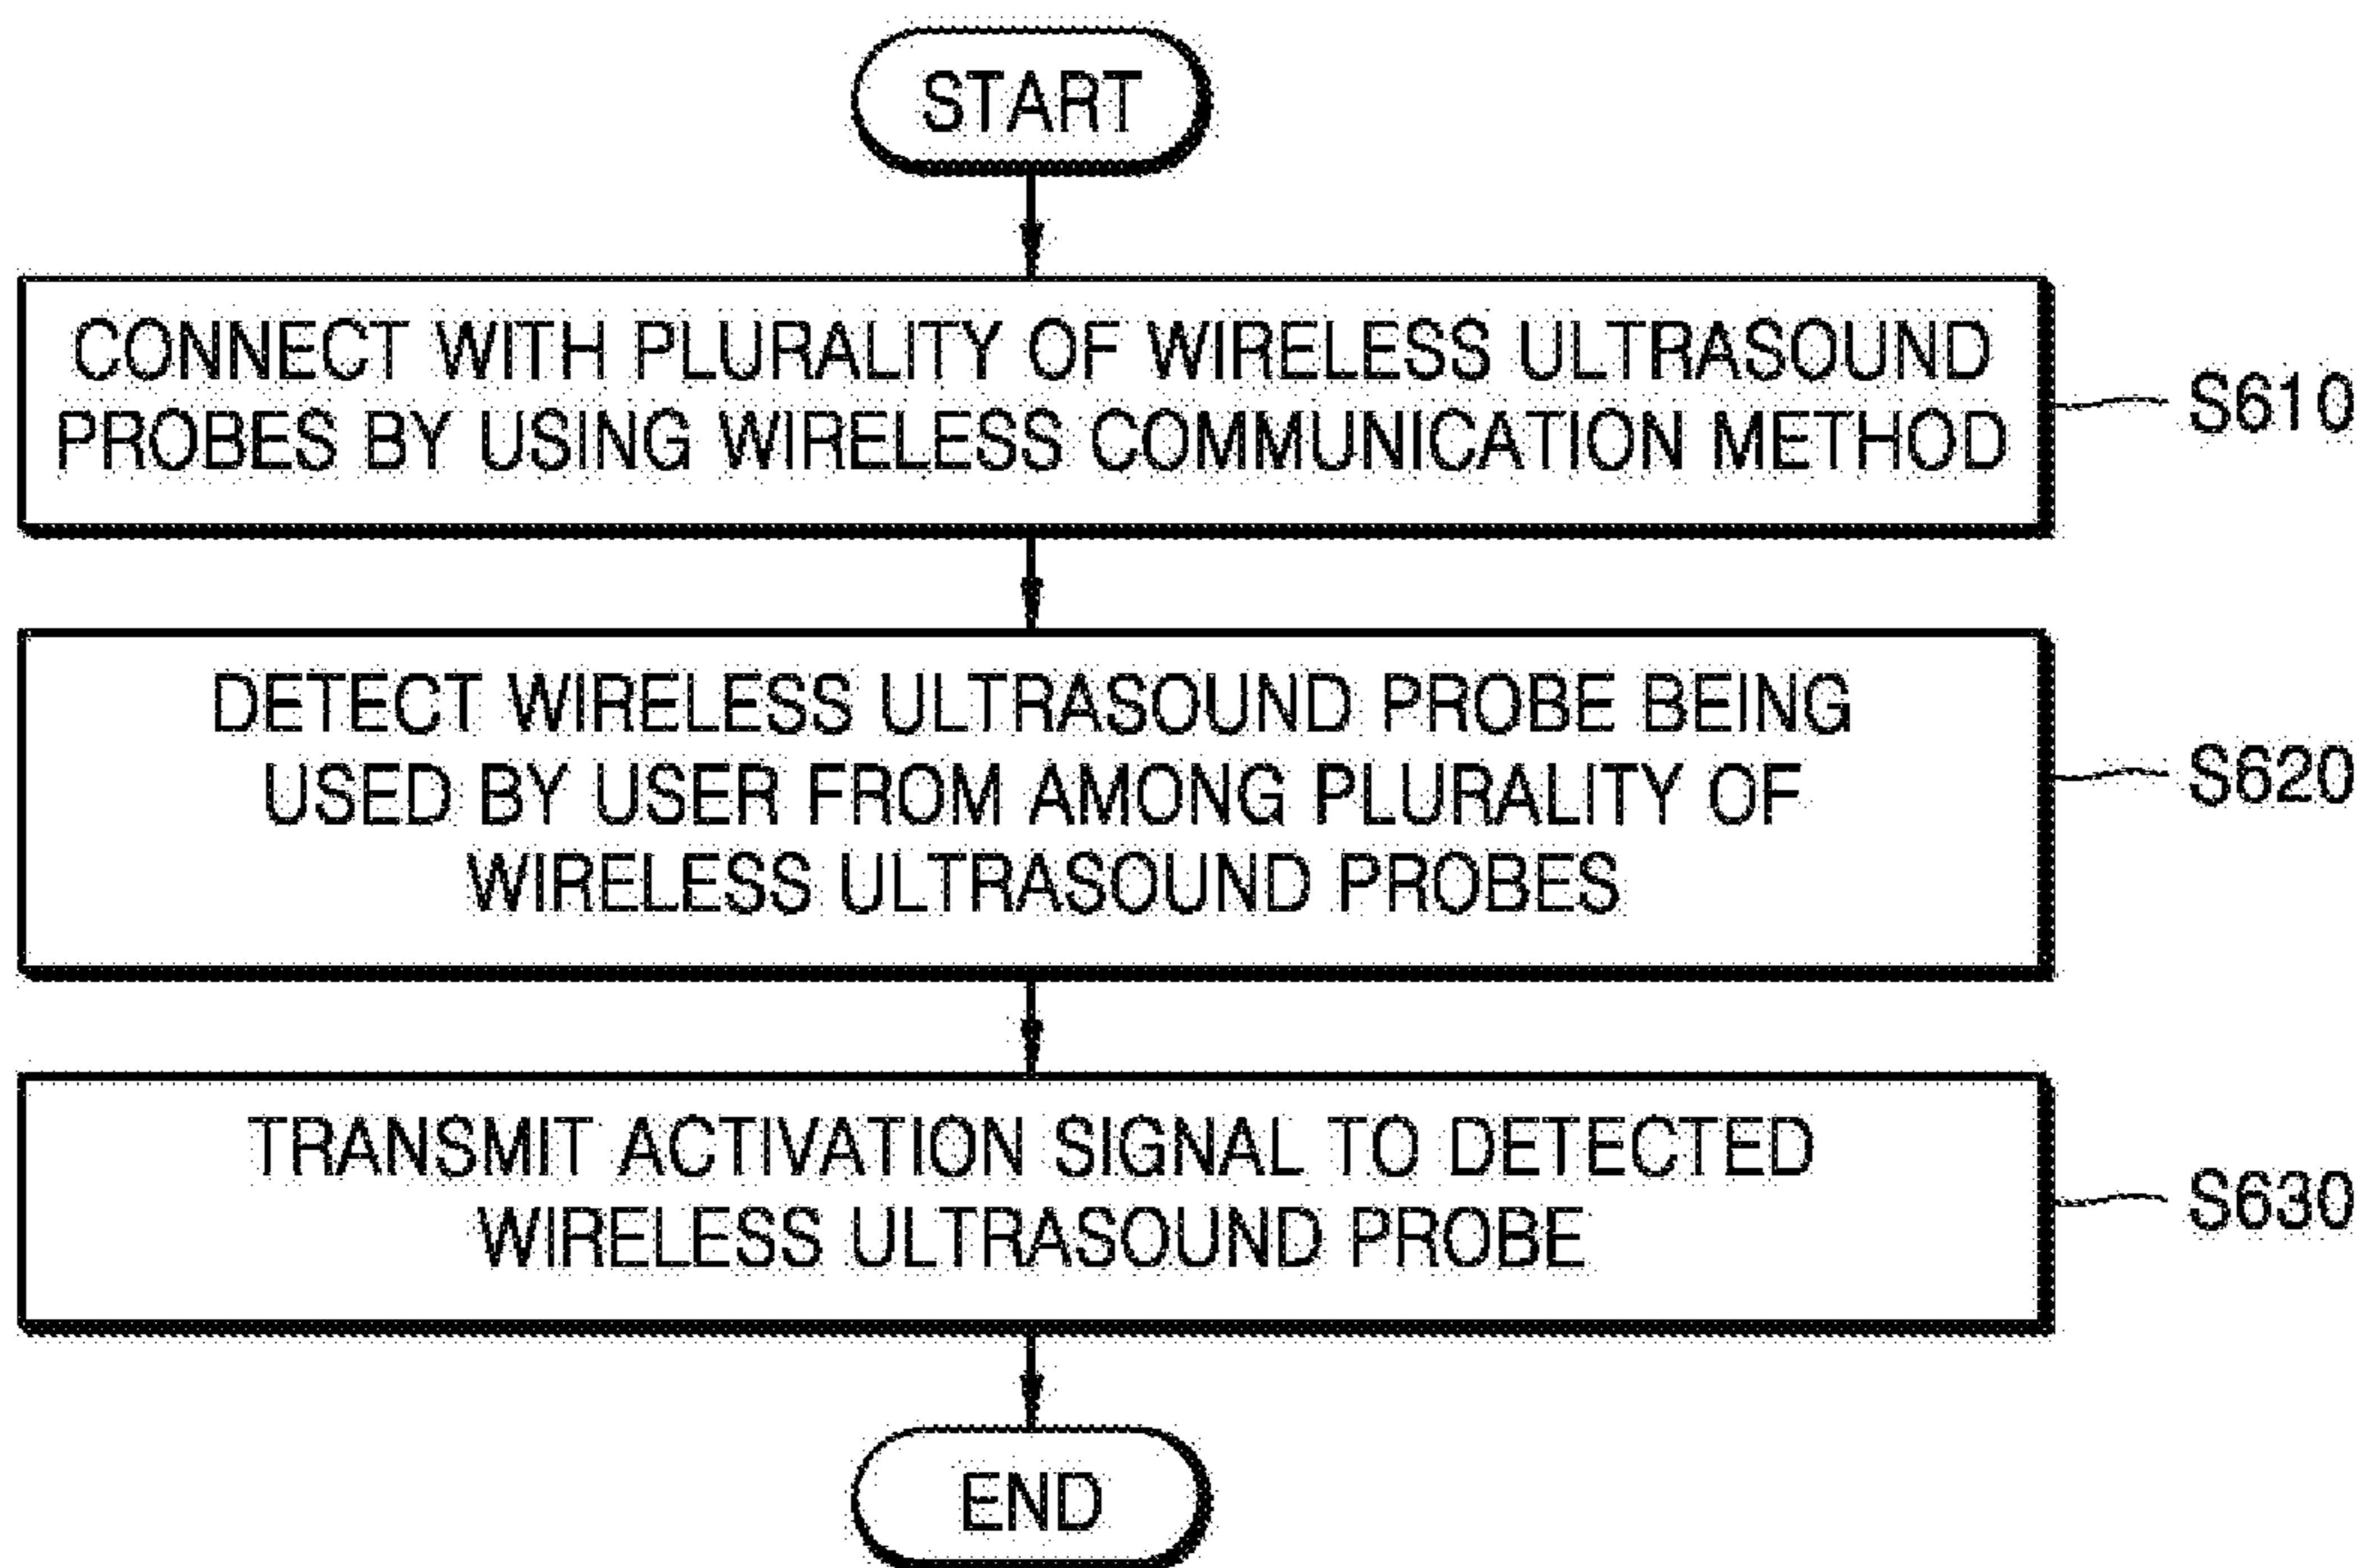 START
CONNECT WITH PLURALITY OF WIRELESS ULTRASOUND
PROBES BY USING WIRELESS COMMUNICATION METHOD
S610
DETECT WIRELESS ULTRASOUND PROBE BEING
USED BY USER FROM AMONG PLURALITY OF
WIRELESS ULTRASOUND PROBES
S620
TRANSMIT ACTIVATION SIGNAL TO DETECTED
WIRELESS ULTRASOUND PROBE
S630
END